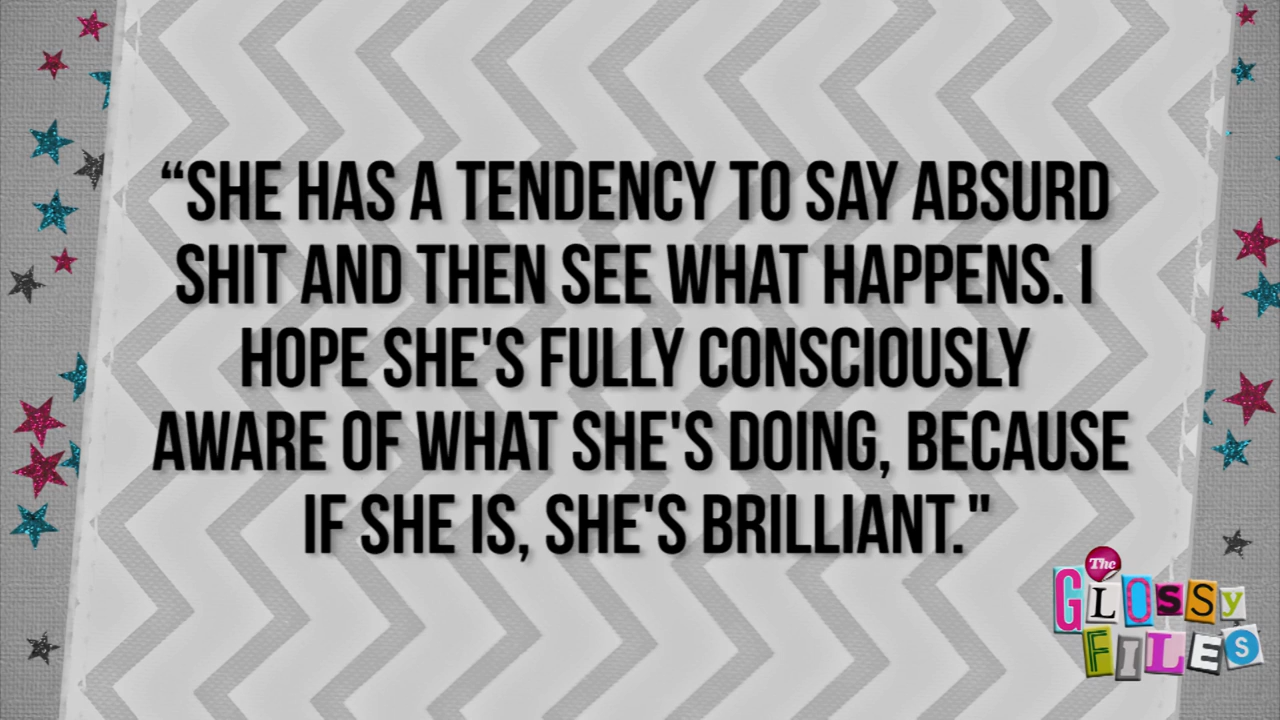 “SHE HAS A TENDENCY TO SAY ABSURD
SHIT AND THEN SEE WHAT HAPPENS. I
HOPE SHE'S FULLY CONSCIOUSLY
AWARE OF WHAT SHE'S DOING, BECAUSE
IF SHE IS, SHE'S BRILLIANT."
The
GLOSSy
FILES